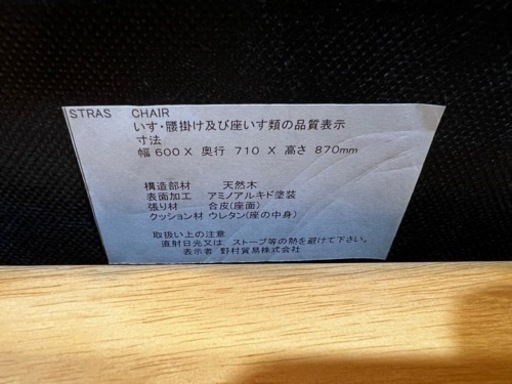 STRAS CHAIR
いす・腰掛け及び座いす類の品質表示
寸法
幅 600 X 奥行 710 X 高さ 870mm
構造部材 天然木
表面加工 アミノアルキド塗装
張り材 合皮(座面)
クッション材 ウレタン(座の中身)
取扱い上の注意
直射日光又は ストーブ等の熱を避けて下さい。
表示者 野村貿易株式会社